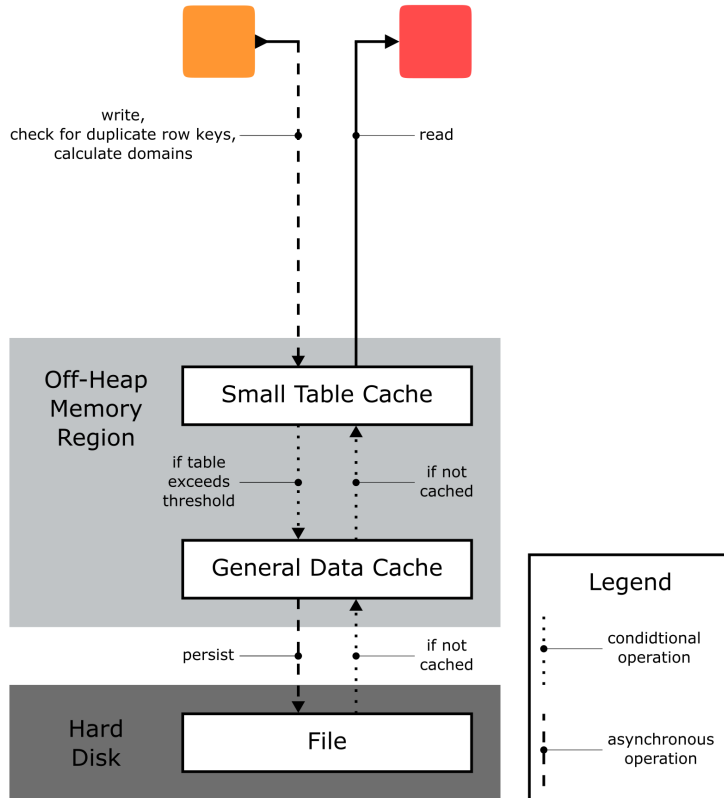 write,
check for duplicate row keys,
calculate domains
read
Off-Heap
Memory
Region
Small Table Cache
if table
exceeds
threshold
if not
cached
General Data Cache
persist
if not
cached
Hard
Disk
File
Legend
condidtional
operation
asynchronous
operation